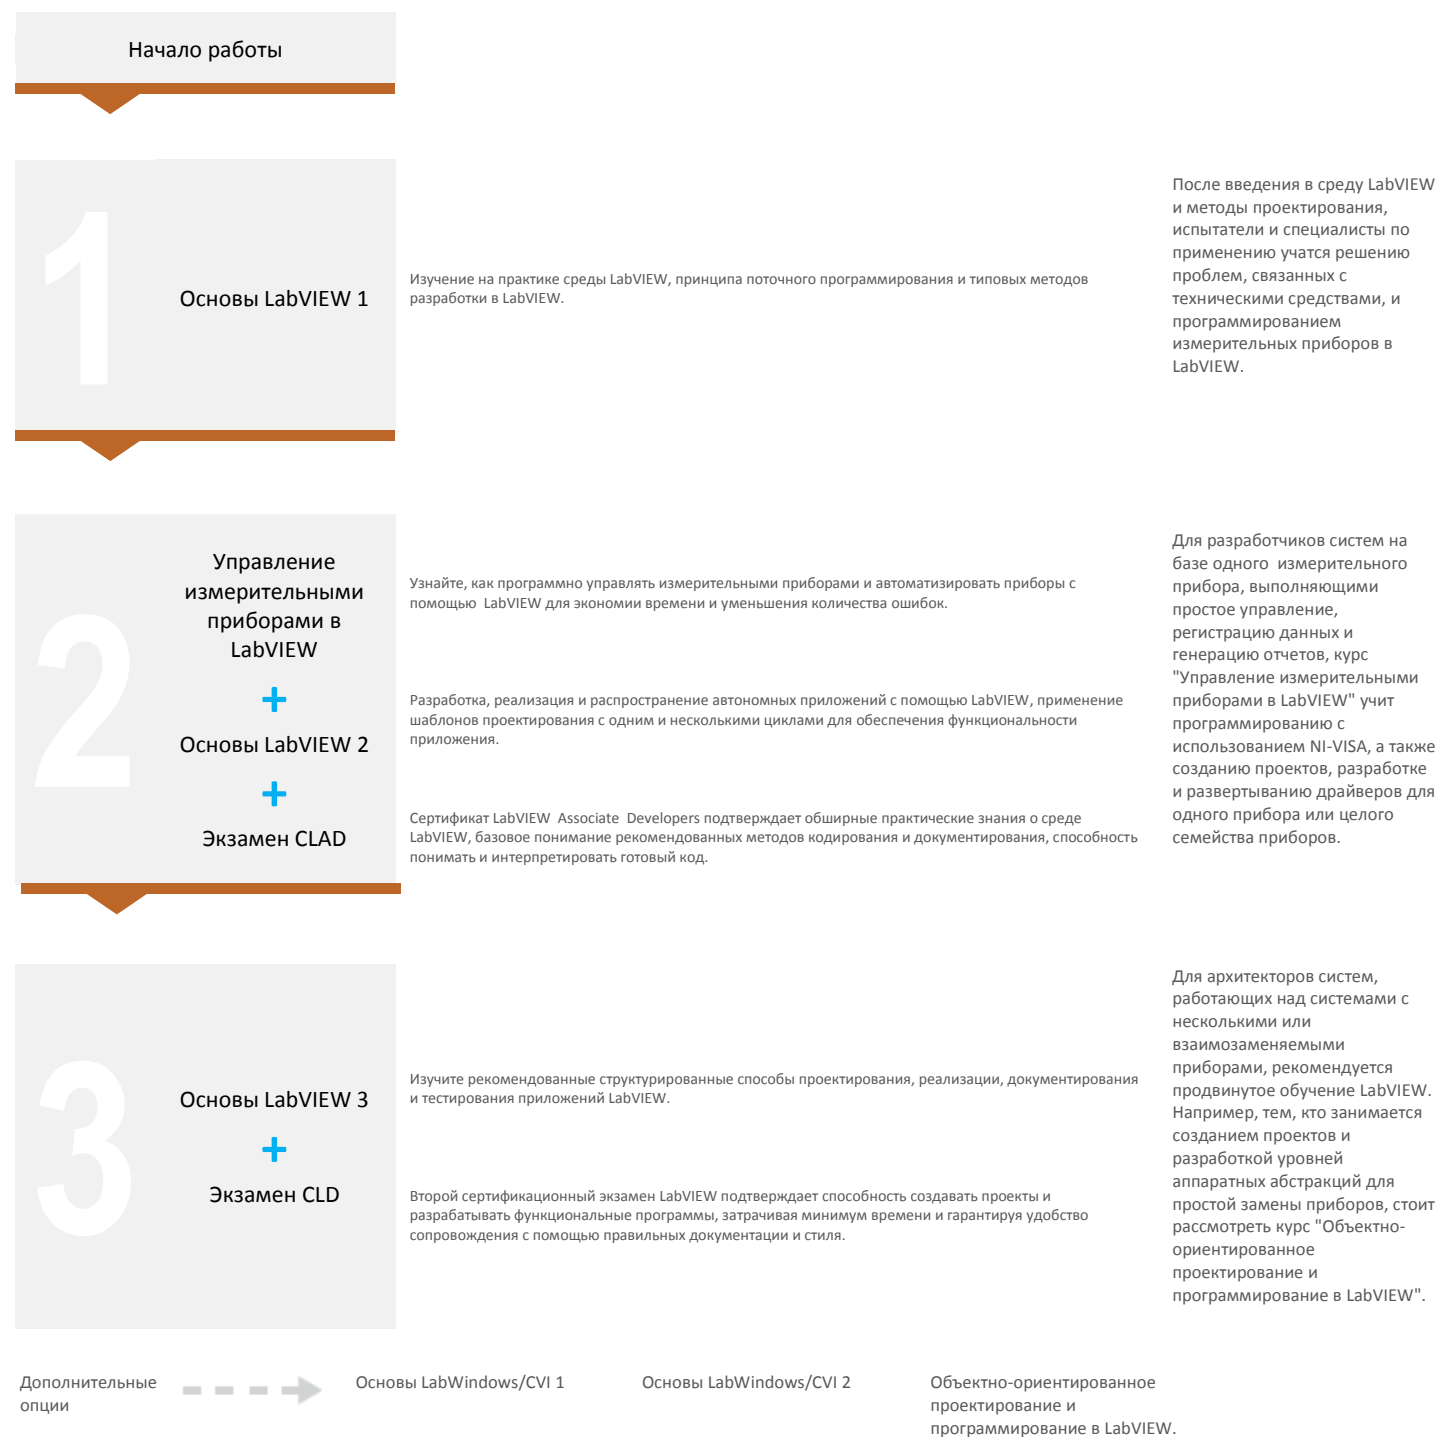 Начало работы
1
Основы LabVIEW 1
Изучение на практике среды LabVIEW, принципа поточного программирования и типовых методов
разработки в LabVIEW.
После введения в среду LabVIEW
и методы проектирования,
испытатели и специалисты по
применению учатся решению
проблем, связанных с
техническими средствами, и
программированием
измерительных приборов в
LabVIEW.
2
Управление
измерительными
приборами в
LabVIEW
+
Основы LabVIEW 2
+
Экзамен CLAD
Узнайте, как программно управлять измерительными приборами и автоматизировать приборы с
помощью  LabVIEW для экономии времени и уменьшения количества ошибок.
Разработка, реализация и распространение автономных приложений с помощью LabVIEW, применение
шаблонов проектирования с одним и несколькими циклами для обеспечения функциональности
приложения.
Сертификат LabVIEW  Associate  Developers подтверждает обширные практические знания о среде
LabVIEW, базовое понимание рекомендованных методов кодирования и документирования, способность
понимать и интерпретировать готовый код.
Для разработчиков систем на
базе одного  измерительного
прибора, выполняющими
простое управление,
регистрацию данных и
генерацию отчетов, курс
"Управление измерительными
приборами в LabVIEW" учит
программированию с
использованием NI-VISA, а также
созданию проектов, разработке
и развертыванию драйверов для
одного прибора или целого
семейства приборов.
3
Основы LabVIEW 3
+
Экзамен CLD
Изучите рекомендованные структурированные способы проектирования, реализации, документирования
и тестирования приложений LabVIEW.
Второй сертификационный экзамен LabVIEW подтверждает способность создавать проекты и
разрабатывать функциональные программы, затрачивая минимум времени и гарантируя удобство
сопровождения с помощью правильных документации и стиля.
Для архитекторов систем,
работающих над системами с
несколькими или
взаимозаменяемыми
приборами, рекомендуется
продвинутое обучение LabVIEW.
Например, тем, кто занимается
созданием проектов и
разработкой уровней
аппаратных абстракций для
простой замены приборов, стоит
рассмотреть курс "Объектно-
ориентированное
проектирование и
программирование в LabVIEW".
Дополнительные
опции
Основы LabWindows/CVI 1
Основы LabWindows/CVI 2
Объектно-ориентированное
проектирование и
программирование в LabVIEW.